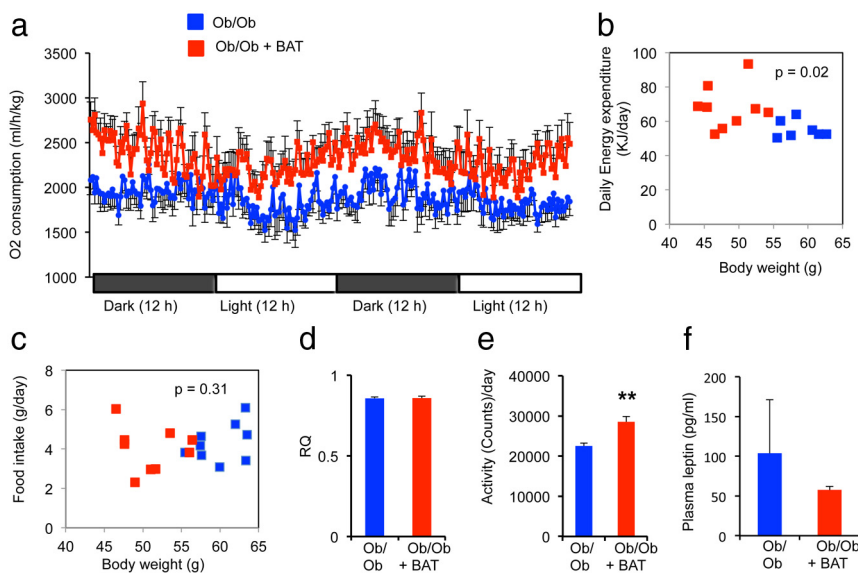 a
Ob/Ob
Ob/Ob + BAT
O2 consumption (ml/h/kg)
3500
3000
2500
2000
1500
1000
Dark (12 h)
Light (12 h)
Dark (12 h)
Light (12 h)
b
Daily Energy expenditure
(KJ/day)
100
80
60
40
20
0
p = 0.02
40 45 50 55 60 65
Body weight (g)
c
Food intake (g/day)
8
6
4
2
0
p = 0.31
40 45 50 55 60 65
Body weight (g)
d
RQ
1
0.5
0
Ob/ Ob/Ob
Ob + BAT
e
Activity (Counts)/day
40000
30000
20000
10000
0
**
Ob/ Ob/Ob
Ob + BAT
f
Plasma leptin (pg/ml)
200
150
100
50
0
Ob/ Ob/Ob
Ob + BAT